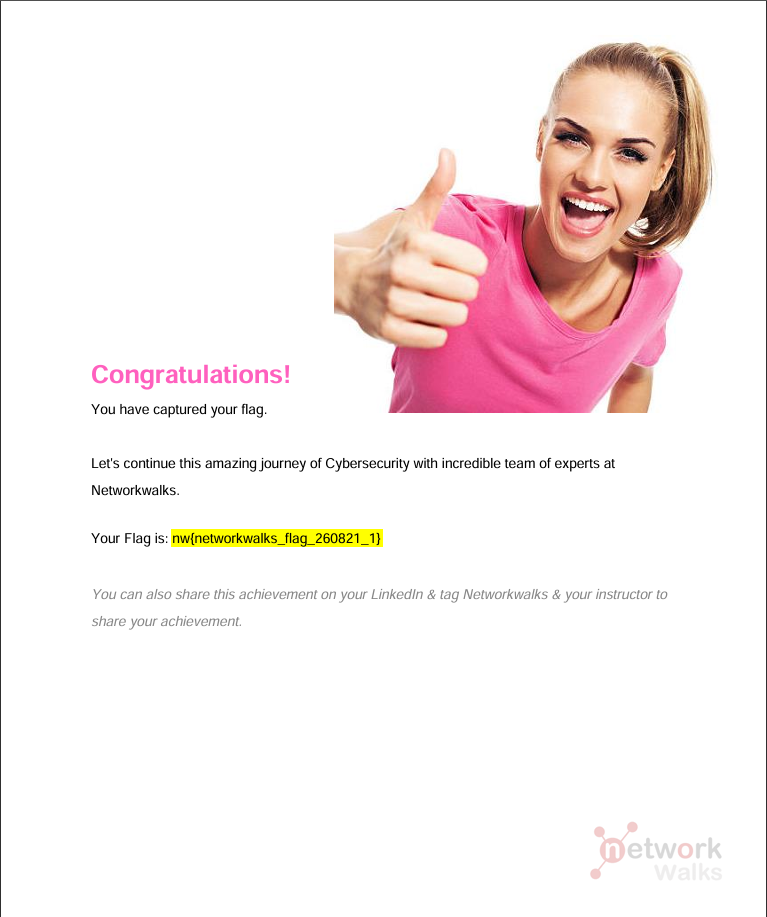 Congratulations!
You have captured your flag.
Let's continue this amazing journey of Cybersecurity with incredible team of experts at
Networkwalks.
Your Flag is: nw{networkwalks_flag_260821_1}
You can also share this achievement on your LinkedIn & tag Networkwalks & your instructor to
share your achievement.
network
Walks